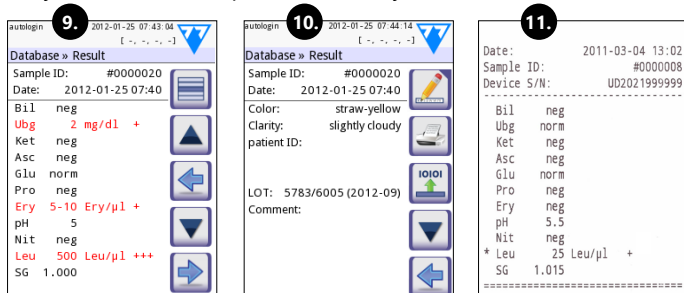 9.
autologin 2012-01-25 07:43:04
[ -, -, -, -]
Database » Result
Sample ID: #0000020
Date: 2012-01-25 07:40
Bil neg
Ubg 2 mg/dl +
Ket neg
Asc neg
Glu norm
Pro neg
Ery 5-10 Ery/µl +
pH 5
Nit neg
Leu 500 Leu/µl +++
SG 1.000
10.
autologin 2012-01-25 07:44:14
[ -, -, -, -]
Database » Result
Sample ID: #0000020
Date: 2012-01-25 07:40
Color: straw-yellow
Clarity: slightly cloudy
patient ID:
IOIOI
LOT: 5783/6005 (2012-09)
Comment:
11.
Date: 2011-03-04 13:02
Sample ID: #0000008
Device S/N: UD2021999999
--------------------------------
Bil neg
Ubg norm
Ket neg
Asc neg
Glu norm
Pro neg
Ery neg
pH 5.5
Nit neg
* Leu 25 Leu/µl +
SG 1.015
================================